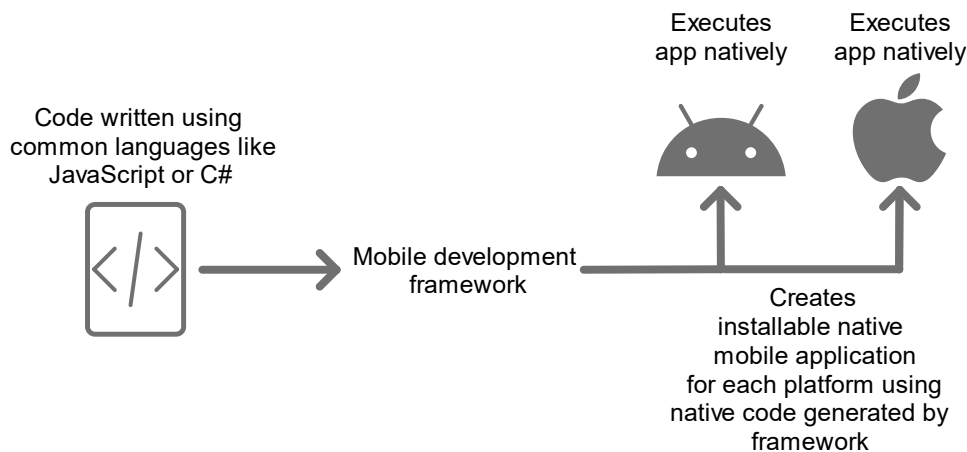 Code written using
common languages like
JavaScript or C#
</>
Mobile development
framework
Executes
app natively
Executes
app natively
Creates
installable native
mobile application
for each platform using
native code generated by
framework